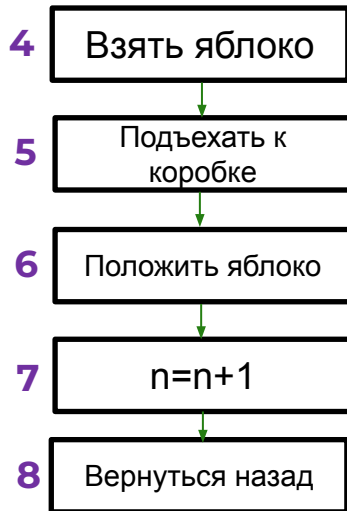 4 Взять яблоко
5 Подъехать к
коробке
6 Положить яблоко
7 n=n+1
8 Вернуться назад